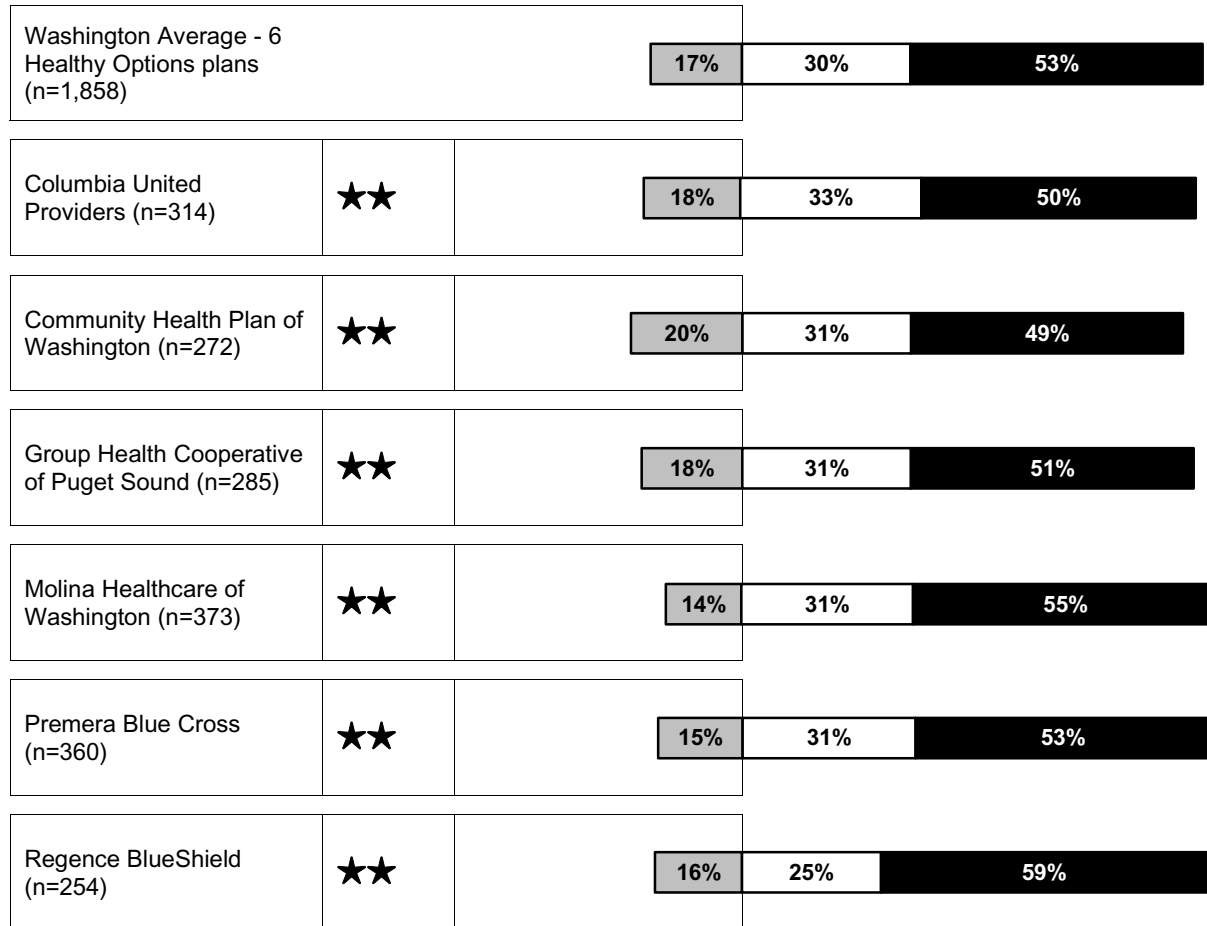 Washington Average - 6
Healthy Options plans
(n=1,858)
17% 30% 53%
Columbia United
Providers (n=314)
★★
18% 33% 50%
Community Health Plan of
Washington (n=272)
★★
20% 31% 49%
Group Health Cooperative
of Puget Sound (n=285)
★★
18% 31% 51%
Molina Healthcare of
Washington (n=373)
★★
14% 31% 55%
Premera Blue Cross
(n=360)
★★
15% 31% 53%
Regence BlueShield
(n=254)
★★
16% 25% 59%